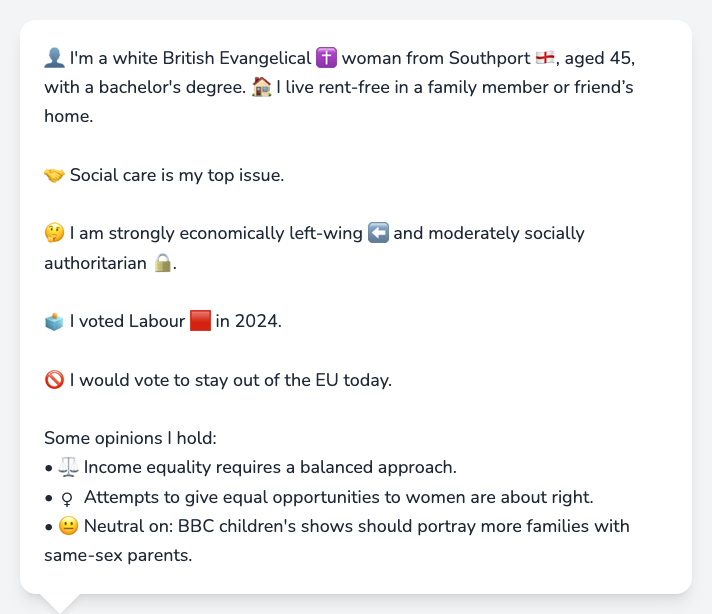 👤 I'm a white British Evangelical ✝️ woman from Southport 🏴󠁧󠁢󠁥󠁮󠁧󠁿, aged 45,
with a bachelor's degree. 🏠 I live rent-free in a family member or friend’s
home.
🤝 Social care is my top issue.
🤔 I am strongly economically left-wing ⬅️ and moderately socially
authoritarian 🔒.
🗳️ I voted Labour 🟥 in 2024.
🚫 I would vote to stay out of the EU today.
Some opinions I hold:
• ⚖️ Income equality requires a balanced approach.
• ♀ Attempts to give equal opportunities to women are about right.
• 😐 Neutral on: BBC children's shows should portray more families with
same-sex parents.